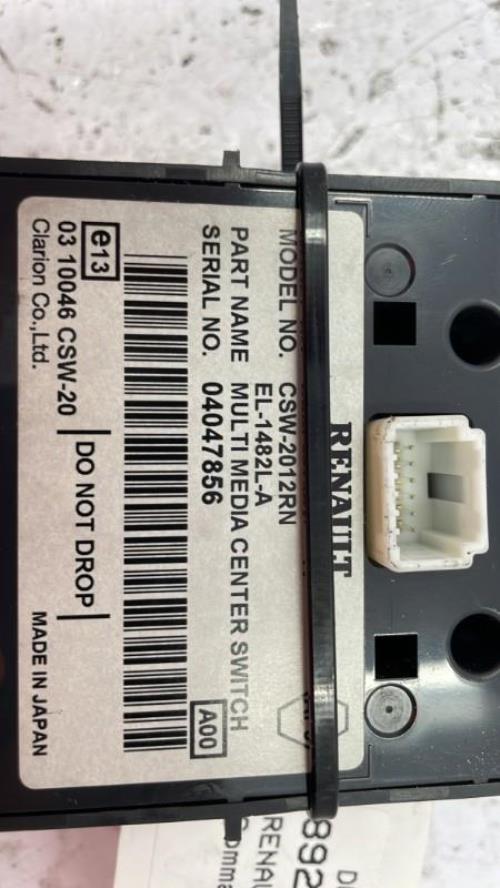 RENAULT
MODEL NO. CSW-2012RN
EL-1482L-A
PART NAME MULTI MEDIA CENTER SWITCH
SERIAL NO. 04047856
A00
e13
03 10046 CSW-20
DO NOT DROP
Clarion Co.,Ltd.
MADE IN JAPAN
892
RENAU